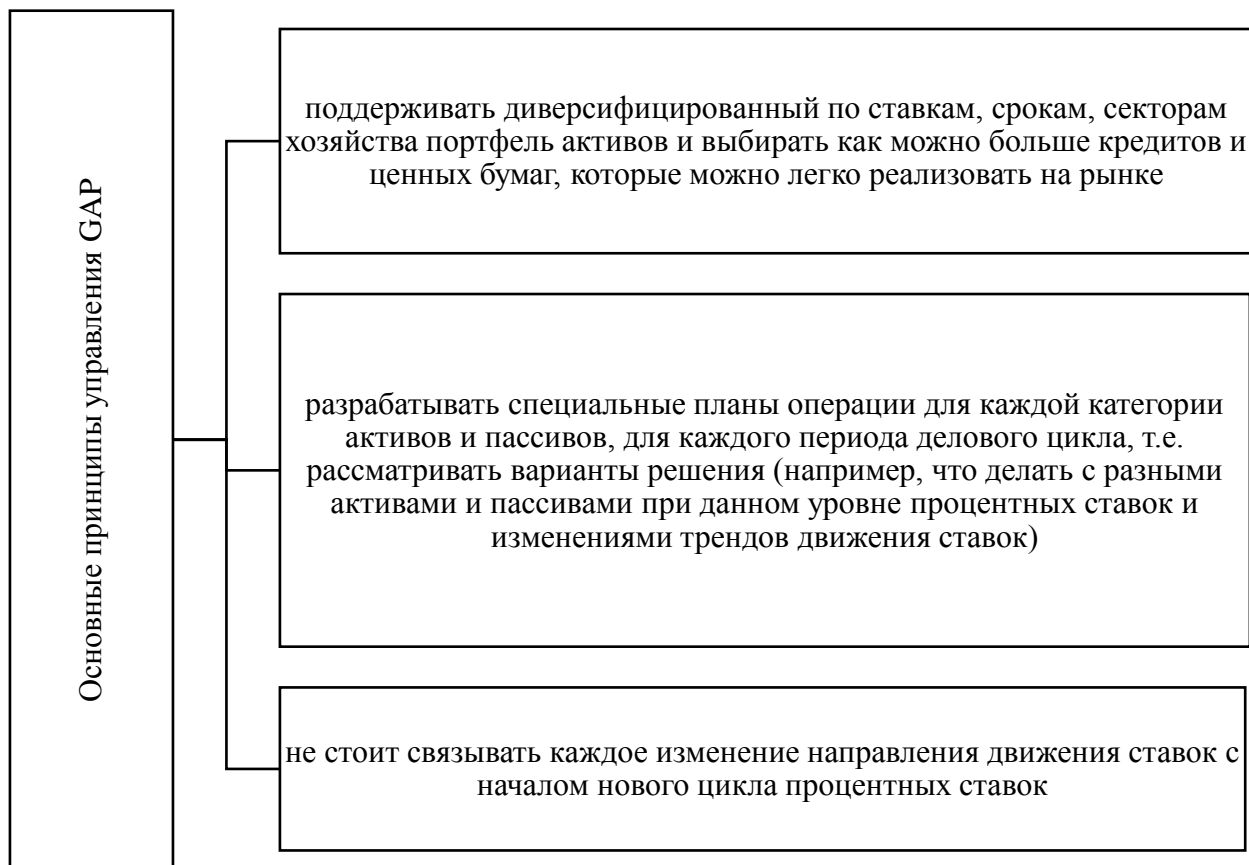 Основные принципы управления GAP
поддерживать диверсифицированный по ставкам, срокам, секторам
хозяйства портфель активов и выбирать как можно больше кредитов и
ценных бумаг, которые можно легко реализовать на рынке
разрабатывать специальные планы операции для каждой категории
активов и пассивов, для каждого периода делового цикла, т.е.
рассматривать варианты решения (например, что делать с разными
активами и пассивами при данном уровне процентных ставок и
изменениями трендов движения ставок)
не стоит связывать каждое изменение направления движения ставок с
началом нового цикла процентных ставок